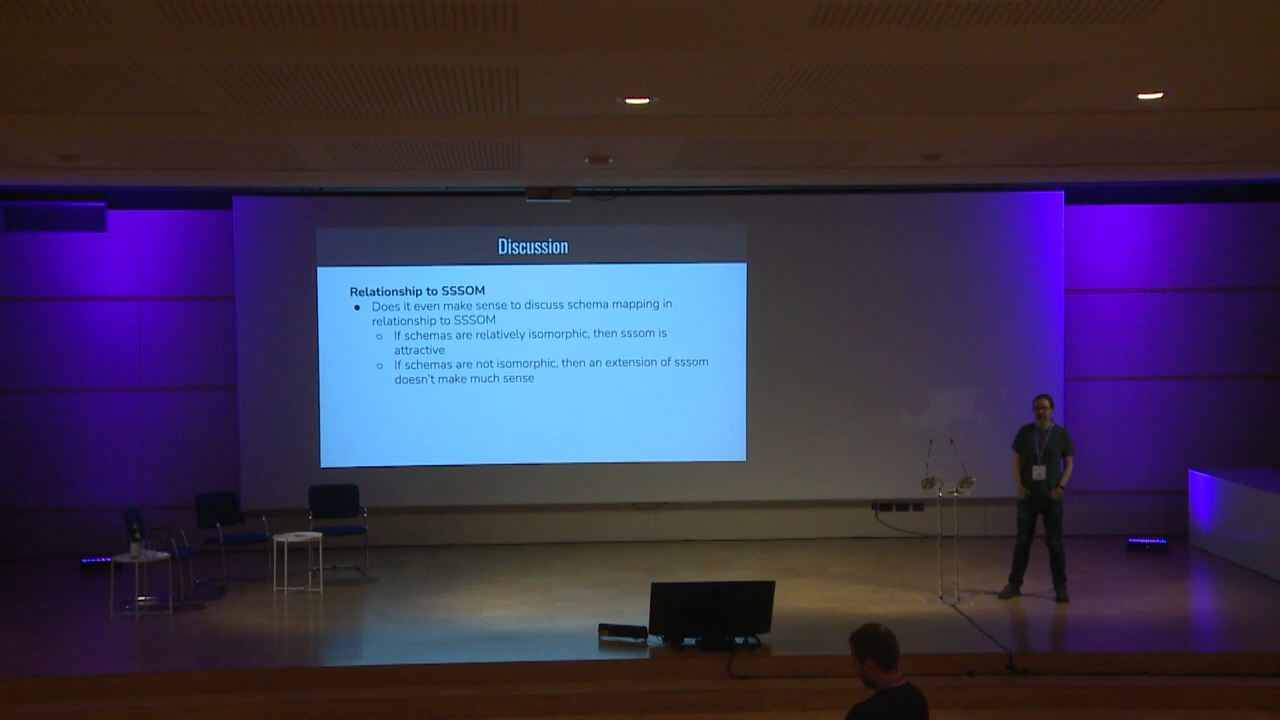 Discussion
Relationship to SSSOM
● Does it even make sense to discuss schema mapping in
relationship to SSSOM
○ If schemas are relatively isomorphic, then sssom is
attractive
○ If schemas are not isomorphic, then an extension of sssom
doesn't make much sense